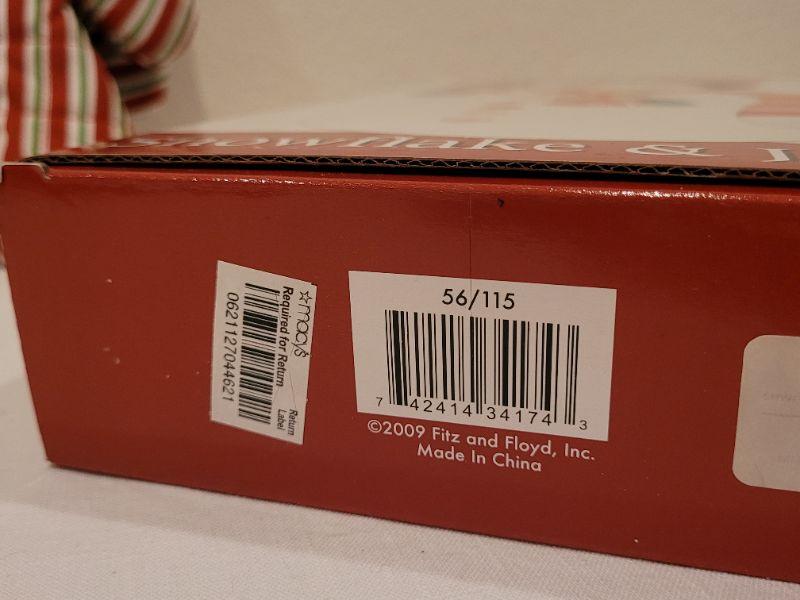 Snowflake &
☆macy's
Required for Return
Return
Label
0621127044621
56/115
7 42414 34174 3
©2009 Fitz and Floyd, Inc.
Made In China